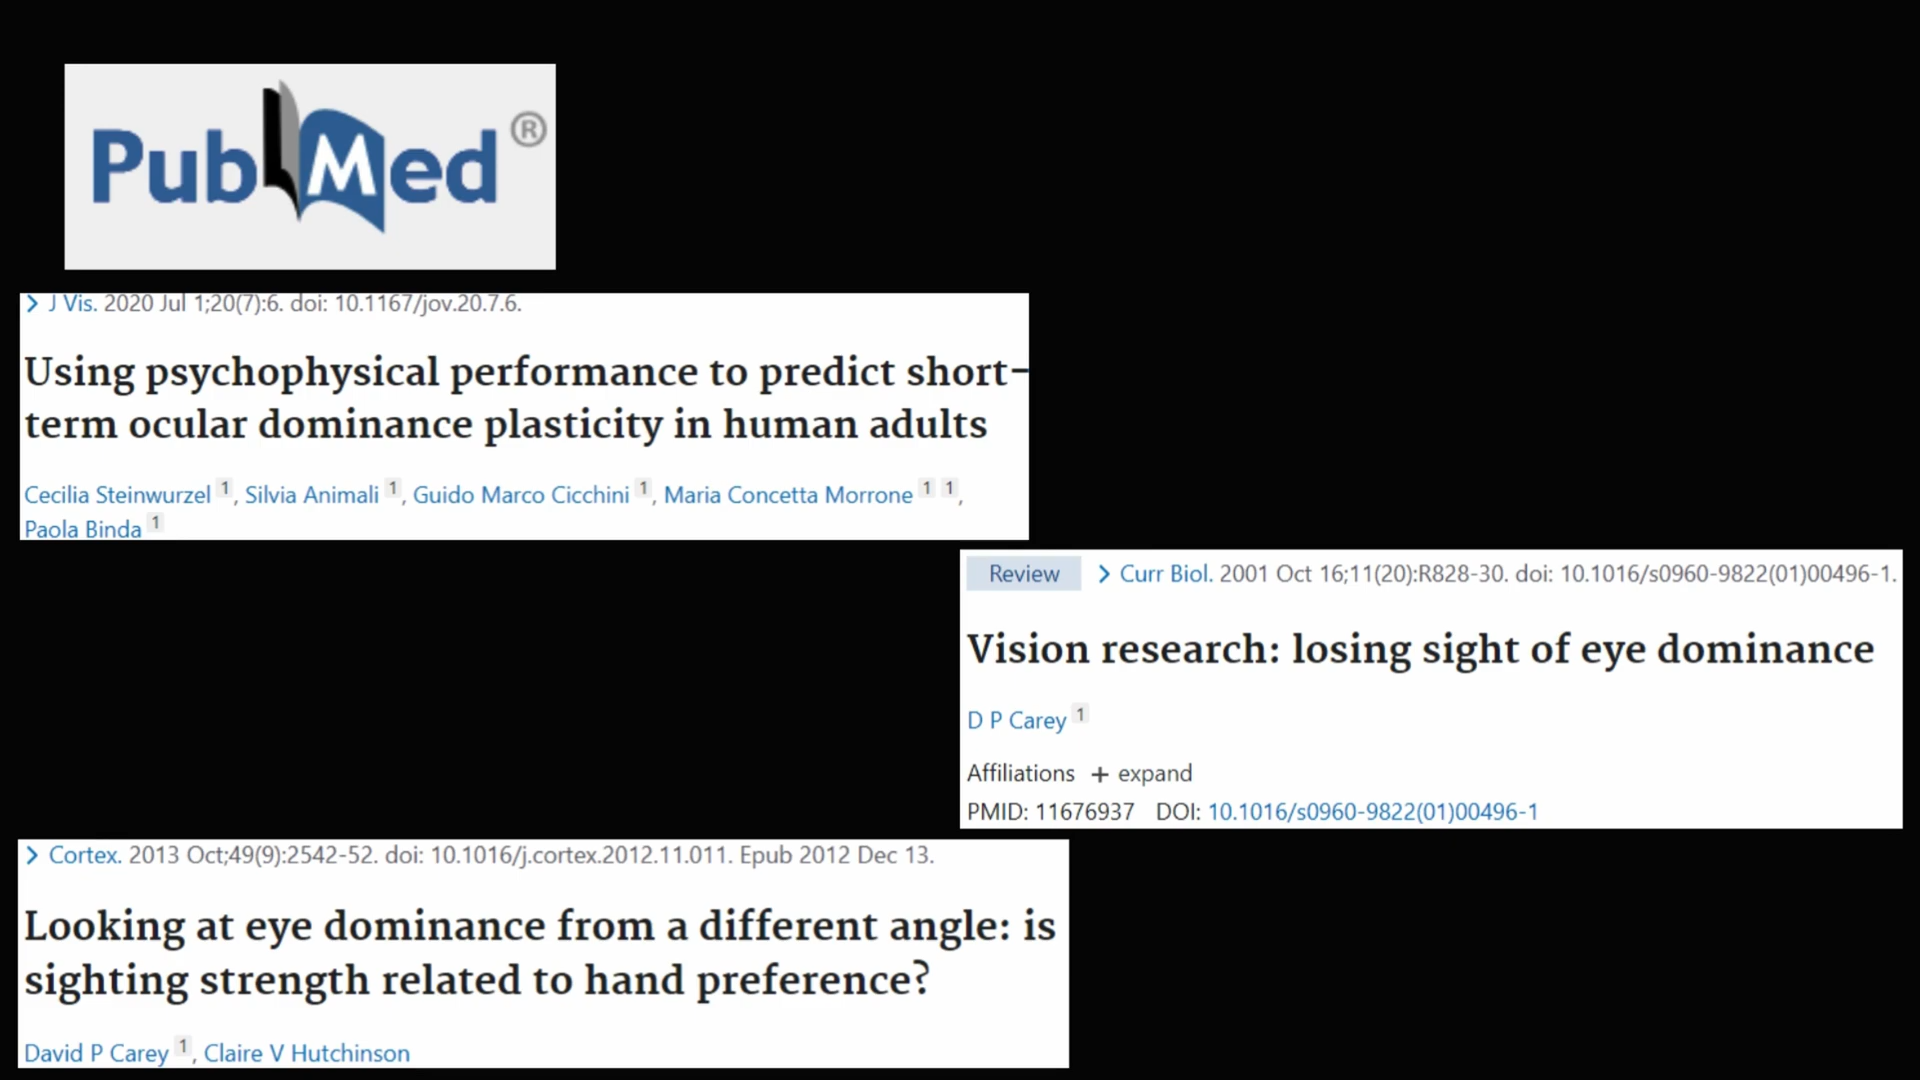 PubMed®
> J Vis. 2020 Jul 1;20(7):6. doi: 10.1167/jov.20.7.6.
Using psychophysical performance to predict short-
term ocular dominance plasticity in human adults
Cecilia Steinwurzel 1, Silvia Animali 1, Guido Marco Cicchini 1, Maria Concetta Morrone 1 1,
Paola Binda 1
Review > Curr Biol. 2001 Oct 16;11(20):R828-30. doi: 10.1016/s0960-9822(01)00496-1.
Vision research: losing sight of eye dominance
D P Carey 1
Affiliations + expand
PMID: 11676937 DOI: 10.1016/s0960-9822(01)00496-1
> Cortex. 2013 Oct;49(9):2542-52. doi: 10.1016/j.cortex.2012.11.011. Epub 2012 Dec 13.
Looking at eye dominance from a different angle: is
sighting strength related to hand preference?
David P Carey 1, Claire V Hutchinson